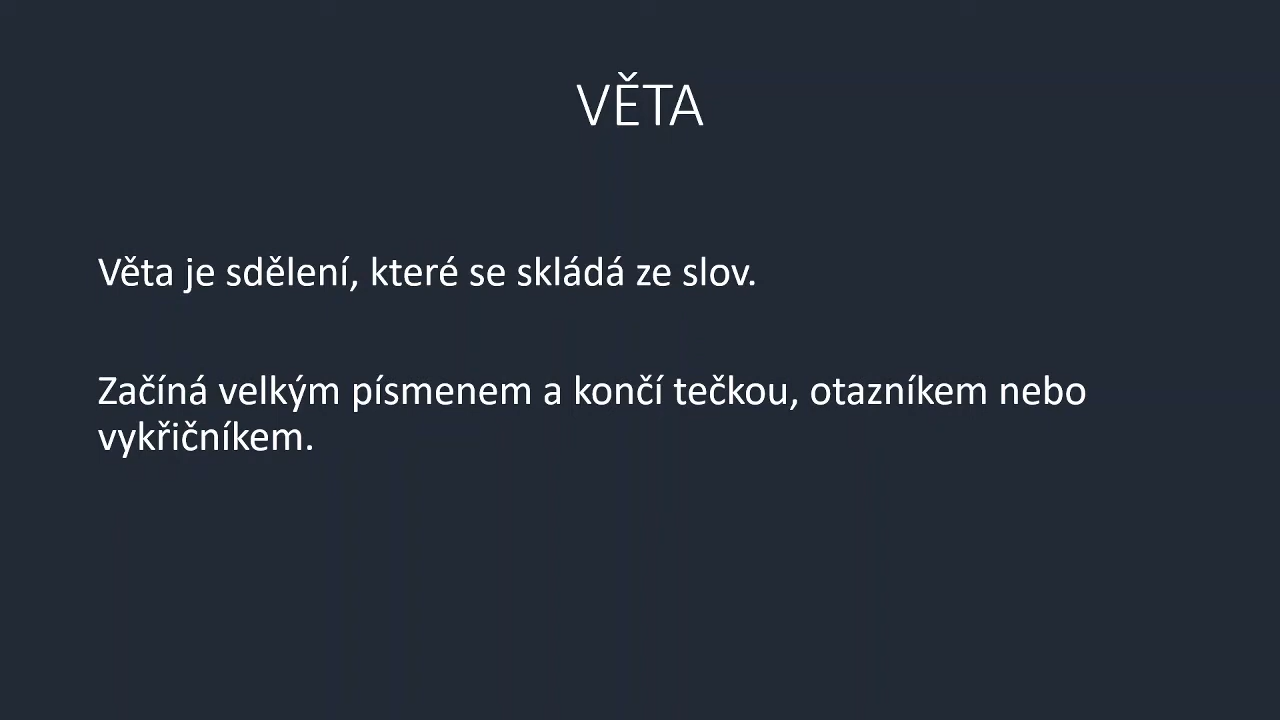 VĚTA
Věta je sdělení, které se skládá ze slov.
Začíná velkým písmenem a končí tečkou, otazníkem nebo
vykřičníkem.